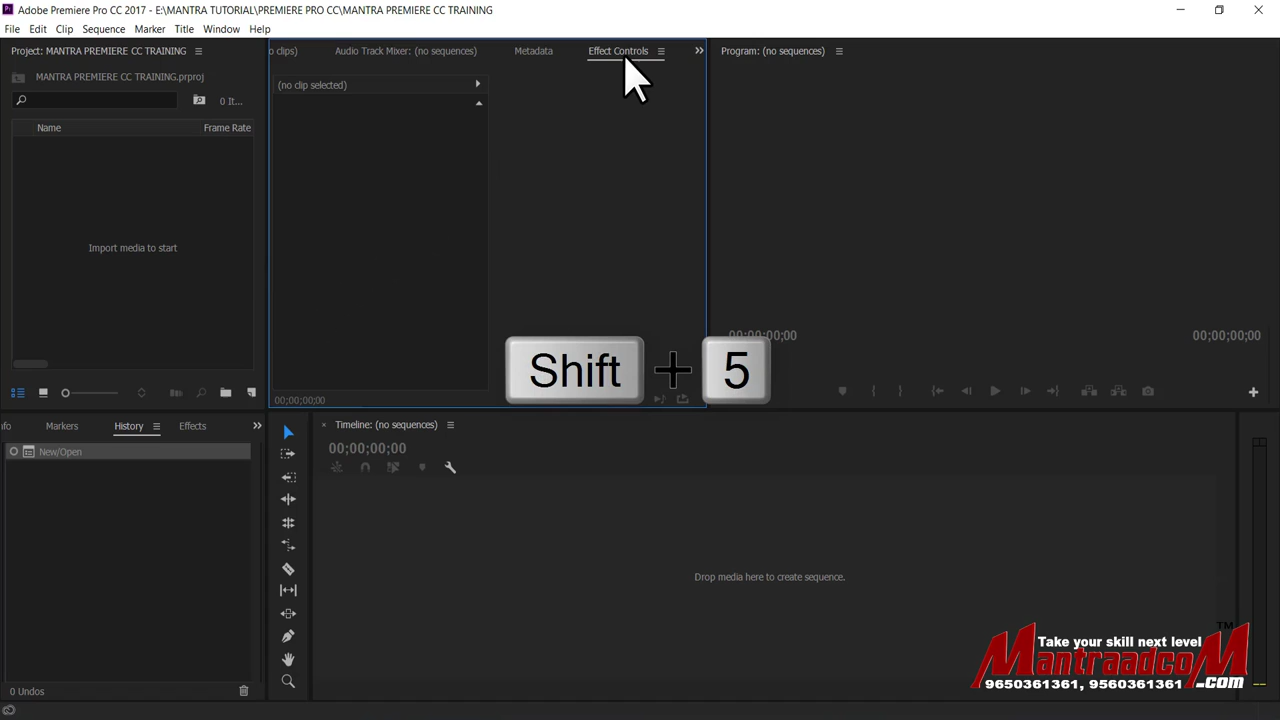 Adobe Premiere Pro CC 2017 - E:\MANTRA TUTORIAL\PREMIERE PRO CC\MANTRA PREMIERE CC TRAINING
File Edit Clip Sequence Marker Title Window Help
Project: MANTRA PREMIERE CC TRAINING
o clips) Audio Track Mixer: (no sequences) Metadata Effect Controls
Program: (no sequences)
MANTRA PREMIERE CC TRAINING.prproj
(no clip selected)
0 It...
Name Frame Rate
Import media to start
00;00;00;00 00;00;00;00
Shift + 5
00;00;00;00
nfo Markers History Effects
Timeline: (no sequences)
00;00;00;00
New/Open
Drop media here to create sequence.
0 Undos
TM
Take your skill next level
MantraadcoM
.com
9650361361, 9560361361